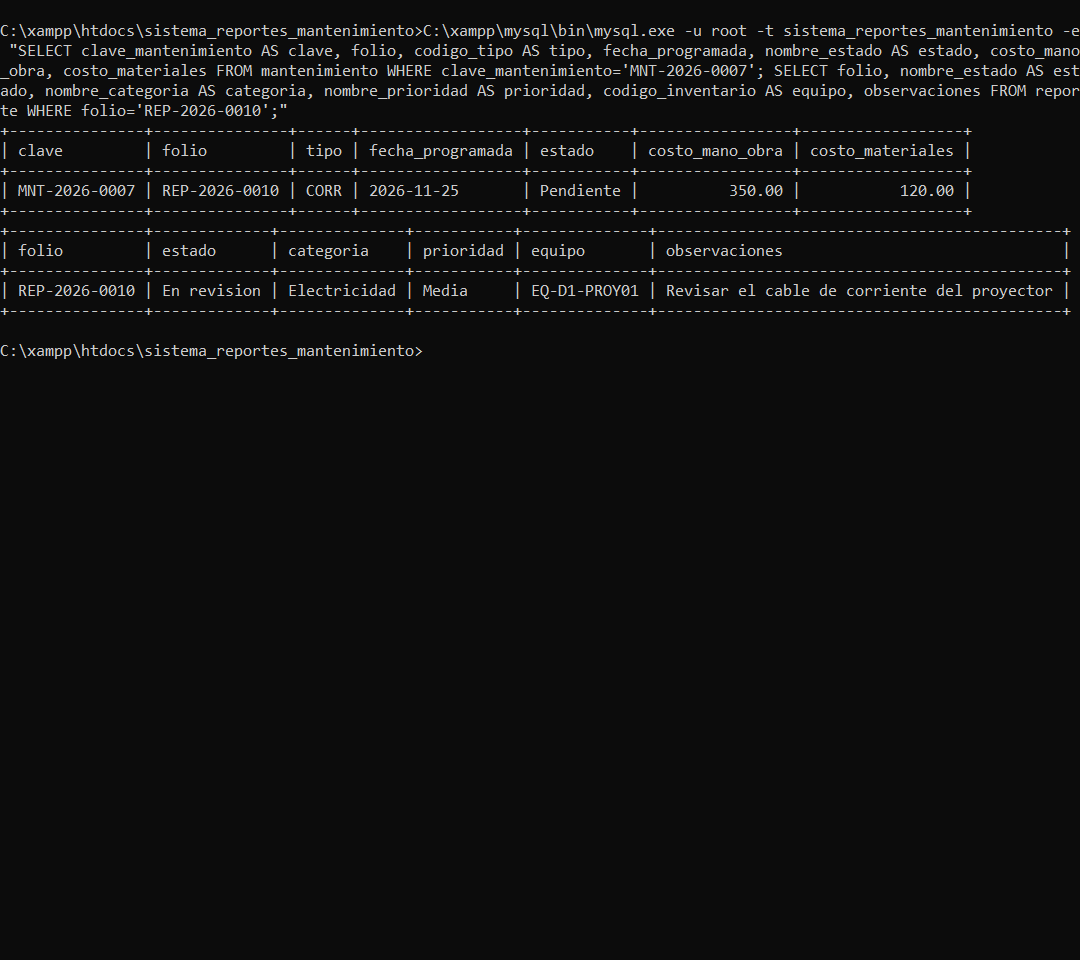 C:\xampp\htdocs\sistema_reportes_mantenimiento>C:\xampp\mysql\bin\mysql.exe -u root -t sistema_reportes_mantenimiento -e
 "SELECT clave_mantenimiento AS clave, folio, codigo_tipo AS tipo, fecha_programada, nombre_estado AS estado, costo_mano
_obra, costo_materiales FROM mantenimiento WHERE clave_mantenimiento='MNT-2026-0007'; SELECT folio, nombre_estado AS est
ado, nombre_categoria AS categoria, nombre_prioridad AS prioridad, codigo_inventario AS equipo, observaciones FROM repor
te WHERE folio='REP-2026-0010';"
+---------------+---------------+------+------------------+-----------+-----------------+------------------+
| clave         | folio         | tipo | fecha_programada | estado    | costo_mano_obra | costo_materiales |
+---------------+---------------+------+------------------+-----------+-----------------+------------------+
| MNT-2026-0007 | REP-2026-0010 | CORR | 2026-11-25       | Pendiente |          350.00 |           120.00 |
+---------------+---------------+------+------------------+-----------+-----------------+------------------+
+---------------+-------------+--------------+-----------+--------------+---------------------------------------------+
| folio         | estado      | categoria    | prioridad | equipo       | observaciones                               |
+---------------+-------------+--------------+-----------+--------------+---------------------------------------------+
| REP-2026-0010 | En revision | Electricidad | Media     | EQ-D1-PROY01 | Revisar el cable de corriente del proyector |
+---------------+-------------+--------------+-----------+--------------+---------------------------------------------+
C:\xampp\htdocs\sistema_reportes_mantenimiento>